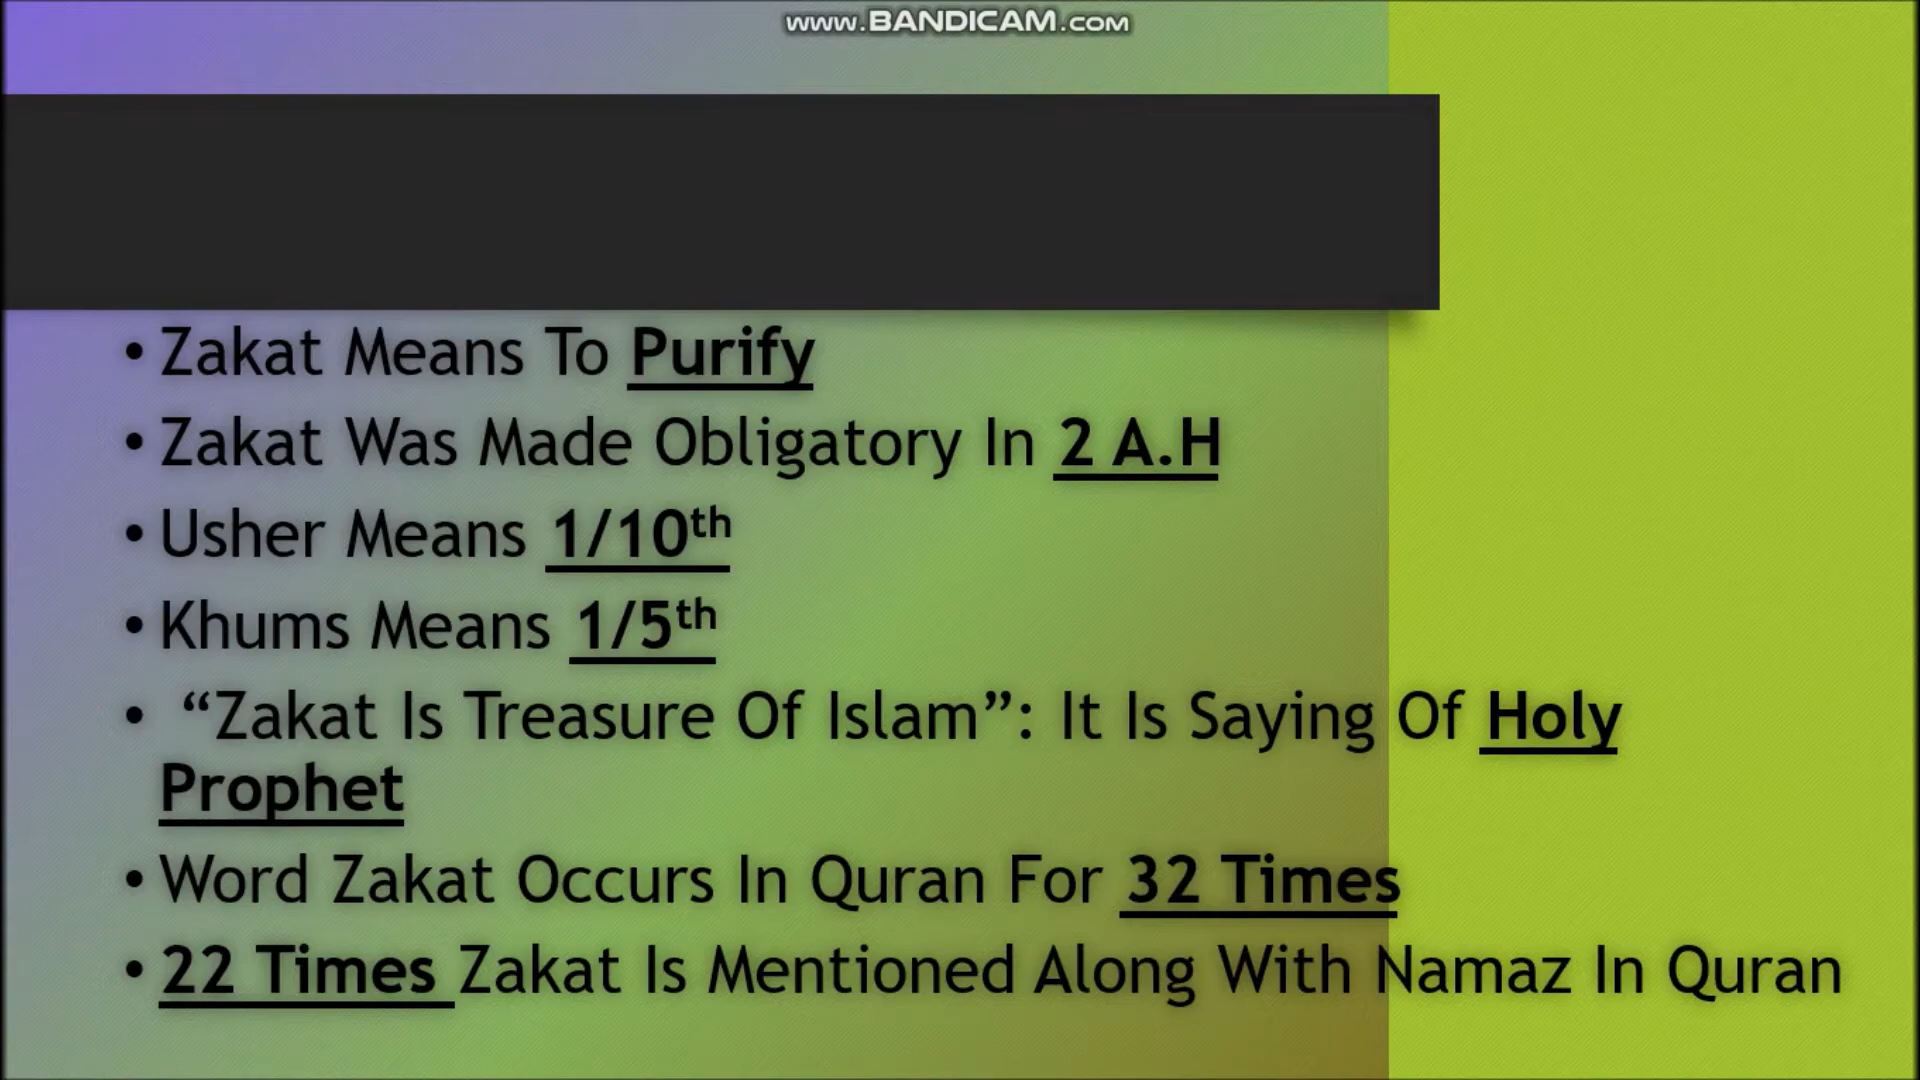 www.BANDICAM.com
• Zakat Means To Purify
• Zakat Was Made Obligatory In 2 A.H
• Usher Means 1/10th
• Khums Means 1/5th
• “Zakat Is Treasure Of Islam”: It Is Saying Of Holy
Prophet
• Word Zakat Occurs In Quran For 32 Times
• 22 Times Zakat Is Mentioned Along With Namaz In Quran